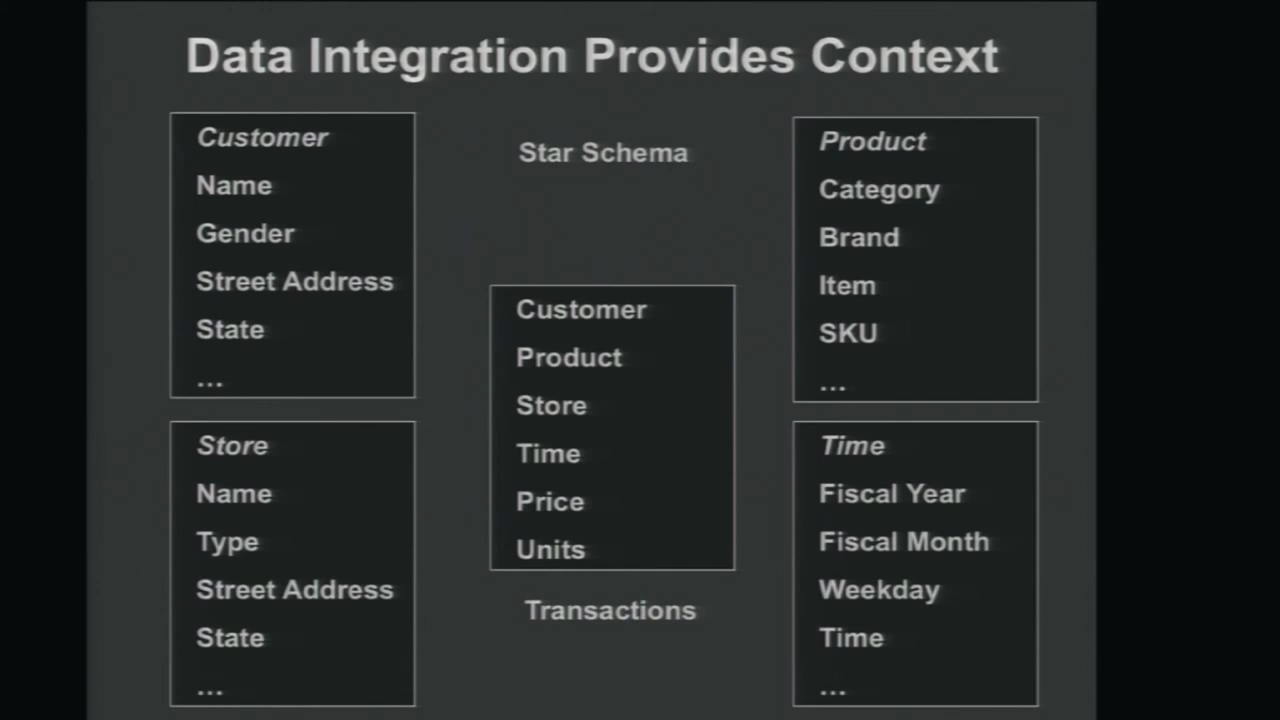 Data Integration Provides Context
Customer
Name
Gender
Street Address
State
...
Star Schema
Product
Category
Brand
Item
SKU
...
Customer
Product
Store
Time
Price
Units
Transactions
Store
Name
Type
Street Address
State
...
Time
Fiscal Year
Fiscal Month
Weekday
Time
...